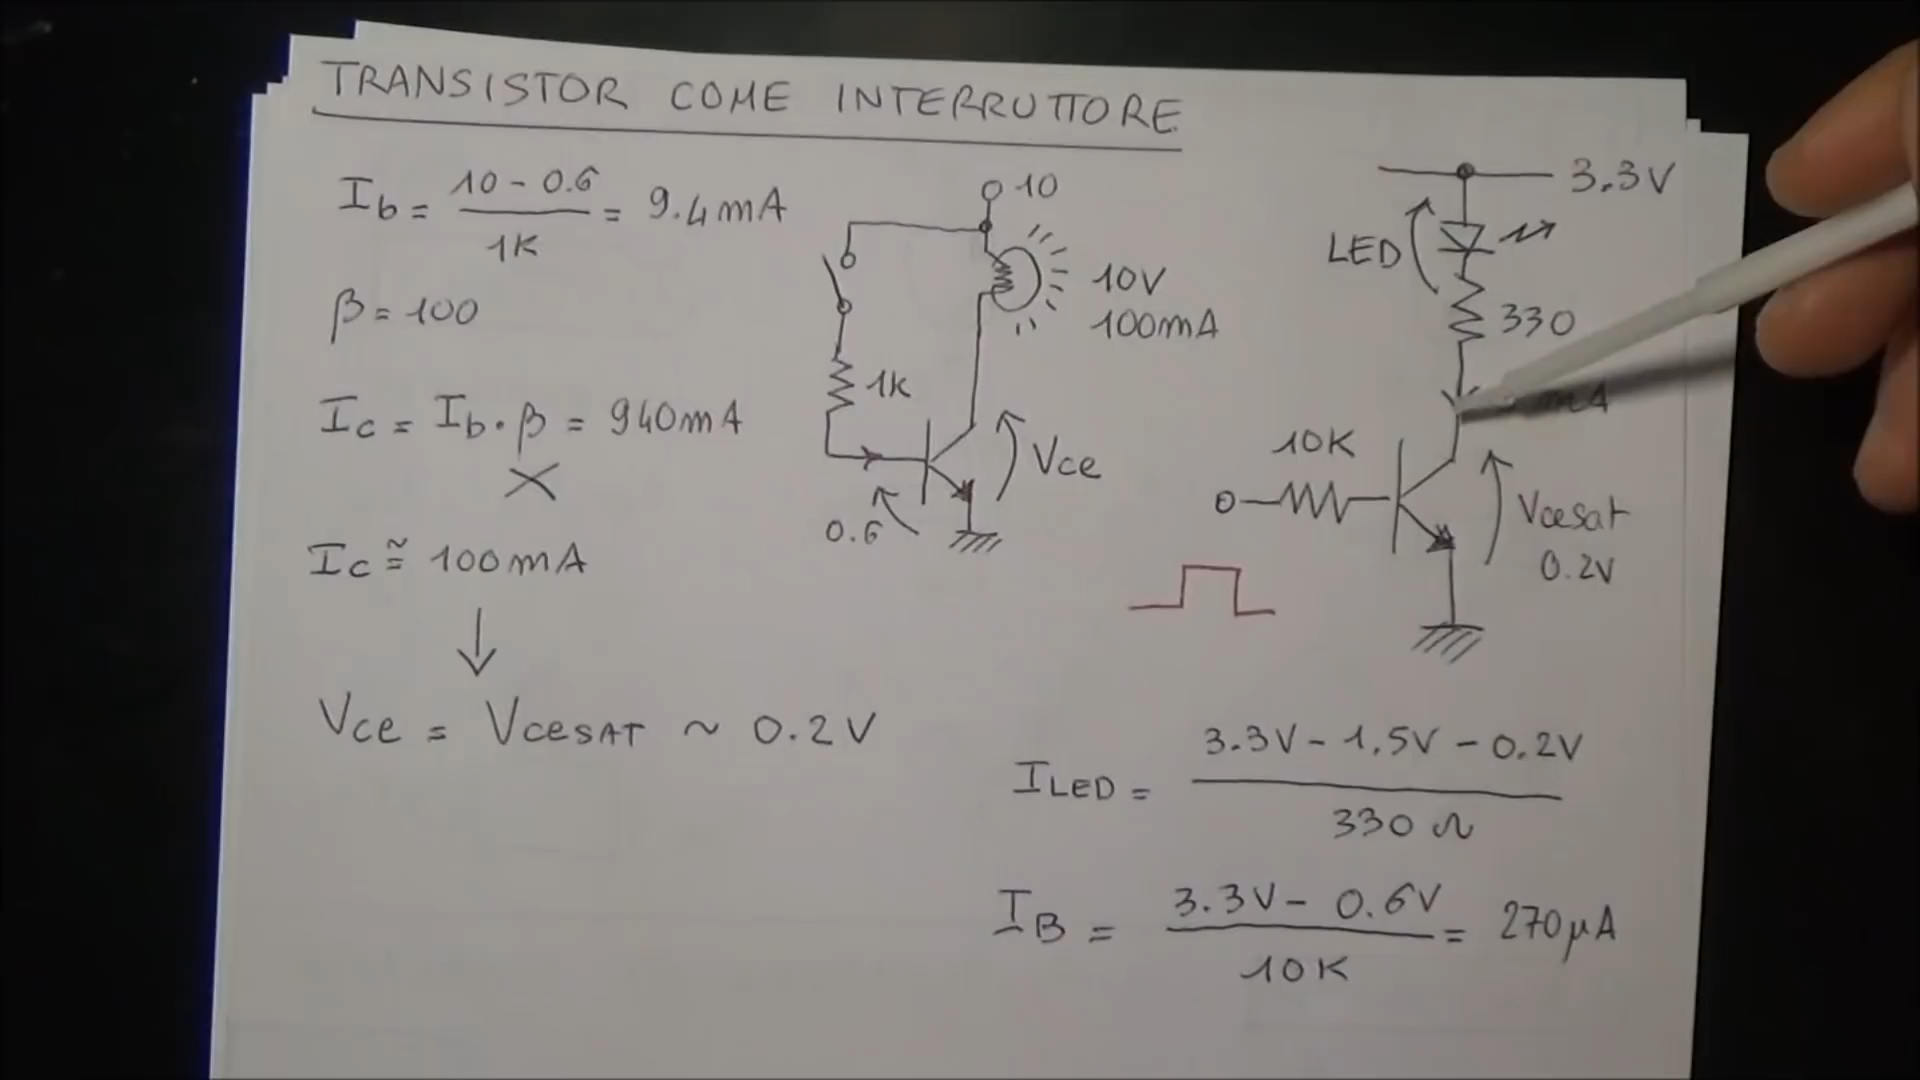 TRANSISTOR COME INTERRUTTORE
Ib = 10 - 0.6 / 1K = 9.4mA
β = 100
Ic = Ib · β = 940mA
Ic ≅ 100mA
Vce = VceSAT ~ 0.2V
10
10V
100mA
1K
Vce
0.6
3.3V
LED
330
10K
Vcesat
0.2V
ILED = 3.3V - 1.5V - 0.2V / 330 Ω
IB = 3.3V - 0.6V / 10K = 270μA